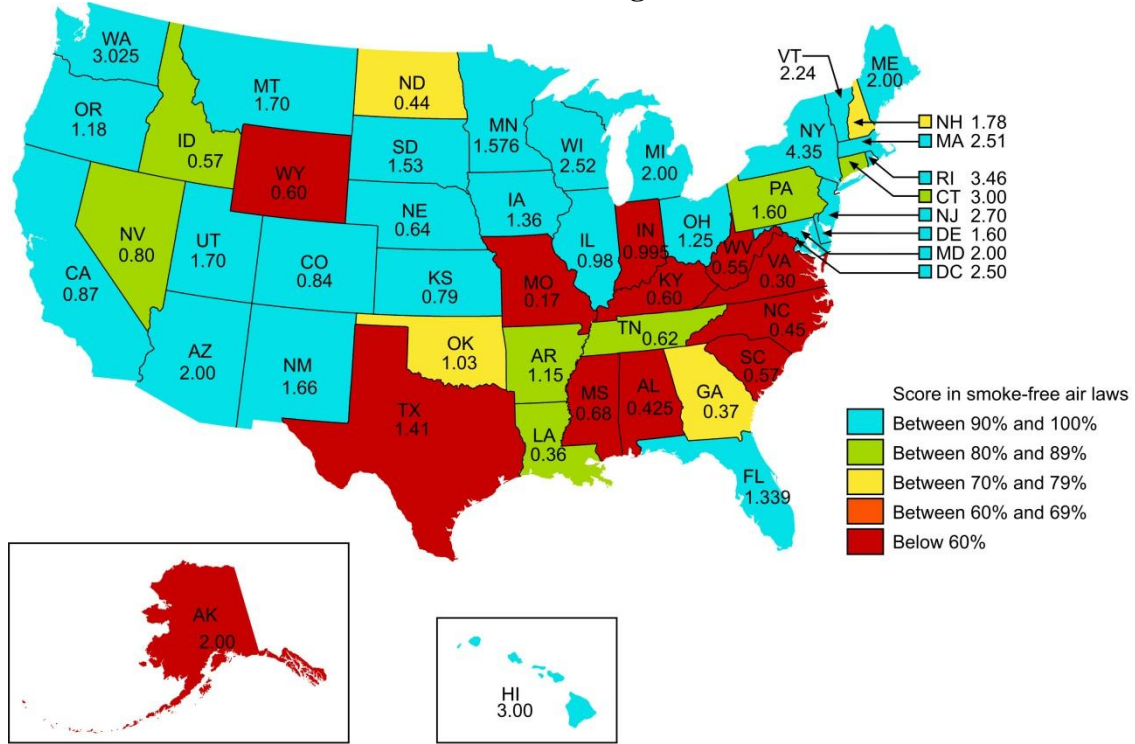 WA
3.025
MT
1.70
ND
0.44
OR
1.18
ID
0.57
WY
0.60
SD
1.53
MN
1.576
WI
2.52
MI
2.00
VT
2.24
ME
2.00
NY
4.35
NH 1.78
MA 2.51
RI 3.46
CT 3.00
NJ 2.70
DE 1.60
MD 2.00
DC 2.50
NV
0.80
UT
1.70
CO
0.84
NE
0.64
IA
1.36
IL
0.98
IN
0.995
OH
1.25
PA
1.60
CA
0.87
KS
0.79
MO
0.17
KY
0.60
WV
0.55
VA
0.30
AZ
2.00
NM
1.66
OK
1.03
AR
1.15
TN
0.62
NC
0.45
SC
0.57
TX
1.41
LA
0.36
MS
0.68
AL
0.425
GA
0.37
FL
1.339
Score in smoke-free air laws
Between 90% and 100%
Between 80% and 89%
Between 70% and 79%
Between 60% and 69%
Below 60%
AK
2.00
HI
3.00